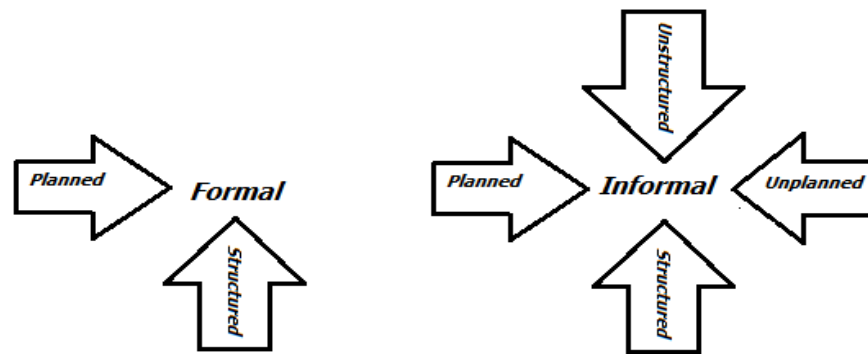 Planned
Formal
Structured
Unstructured
Planned
Informal
Unplanned
Structured